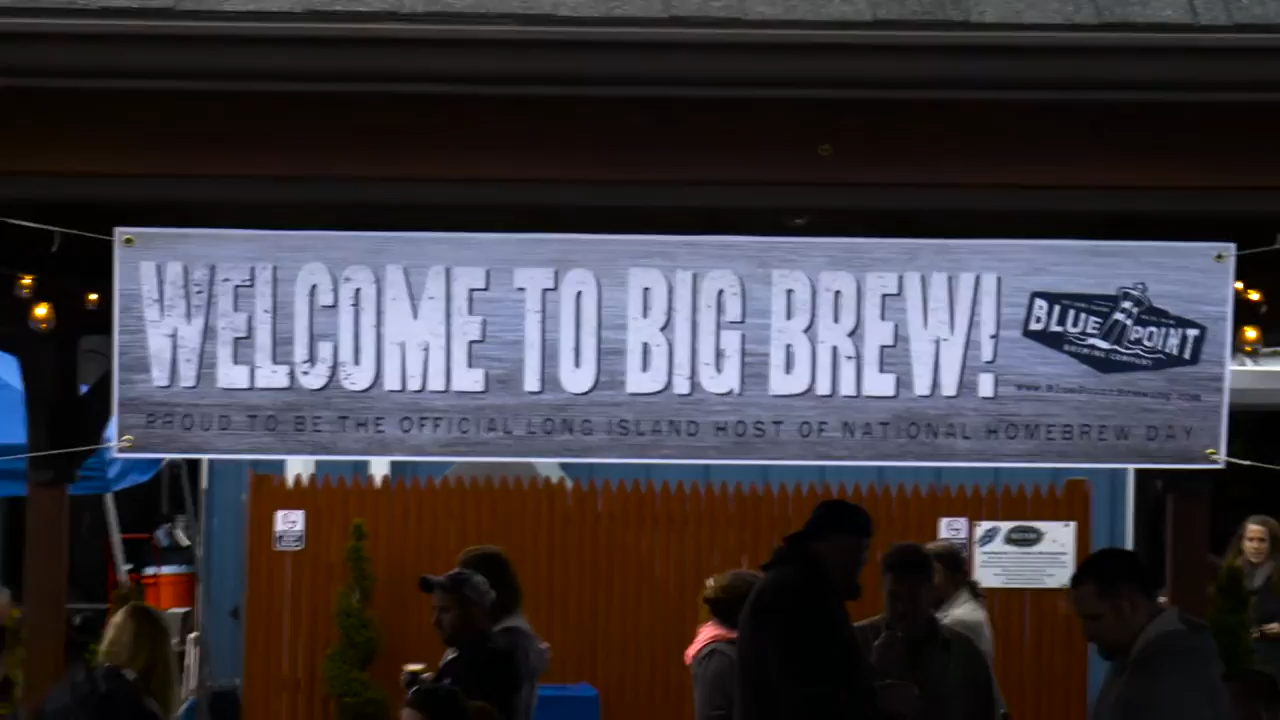 WELCOME TO BIG BREW!
BLUE POINT
BREWING COMPANY
www.BluePointBrewing.com
PROUD TO BE THE OFFICIAL LONG ISLAND HOST OF NATIONAL HOMEBREW DAY